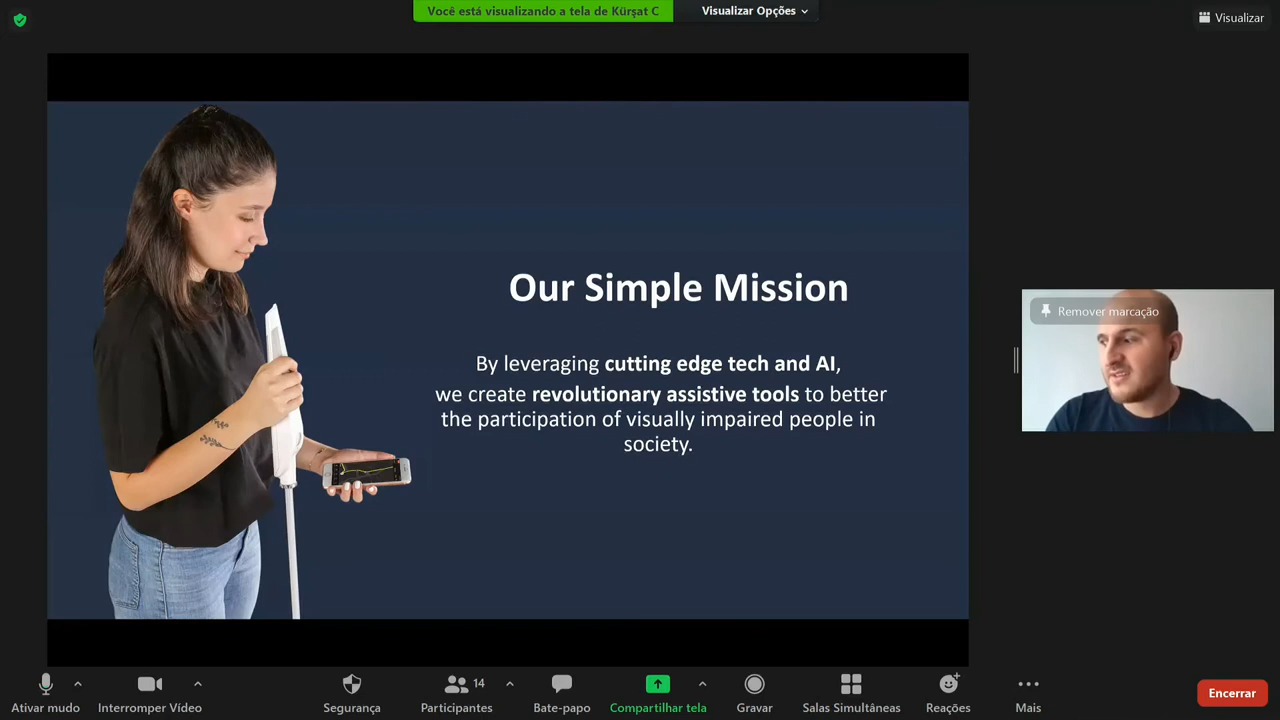 Você está visualizando a tela de Kürşat C
Visualizar Opções
Visualizar
Our Simple Mission
By leveraging cutting edge tech and AI,
we create revolutionary assistive tools to better
the participation of visually impaired people in
society.
Remover marcação
14
Ativar mudo
Interromper Vídeo
Segurança
Participantes
Bate-papo
Compartilhar tela
Gravar
Salas Simultâneas
Reações
Mais
Encerrar